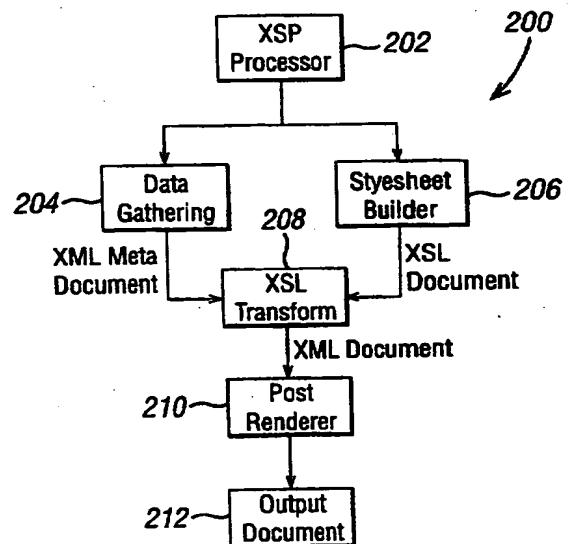 XSP
Processor
202
200
Data
Gathering
204
Styesheet
Builder
206
208
XML Meta
Document
XSL
Transform
XSL
Document
XML Document
210
Post
Renderer
212
Output
Document